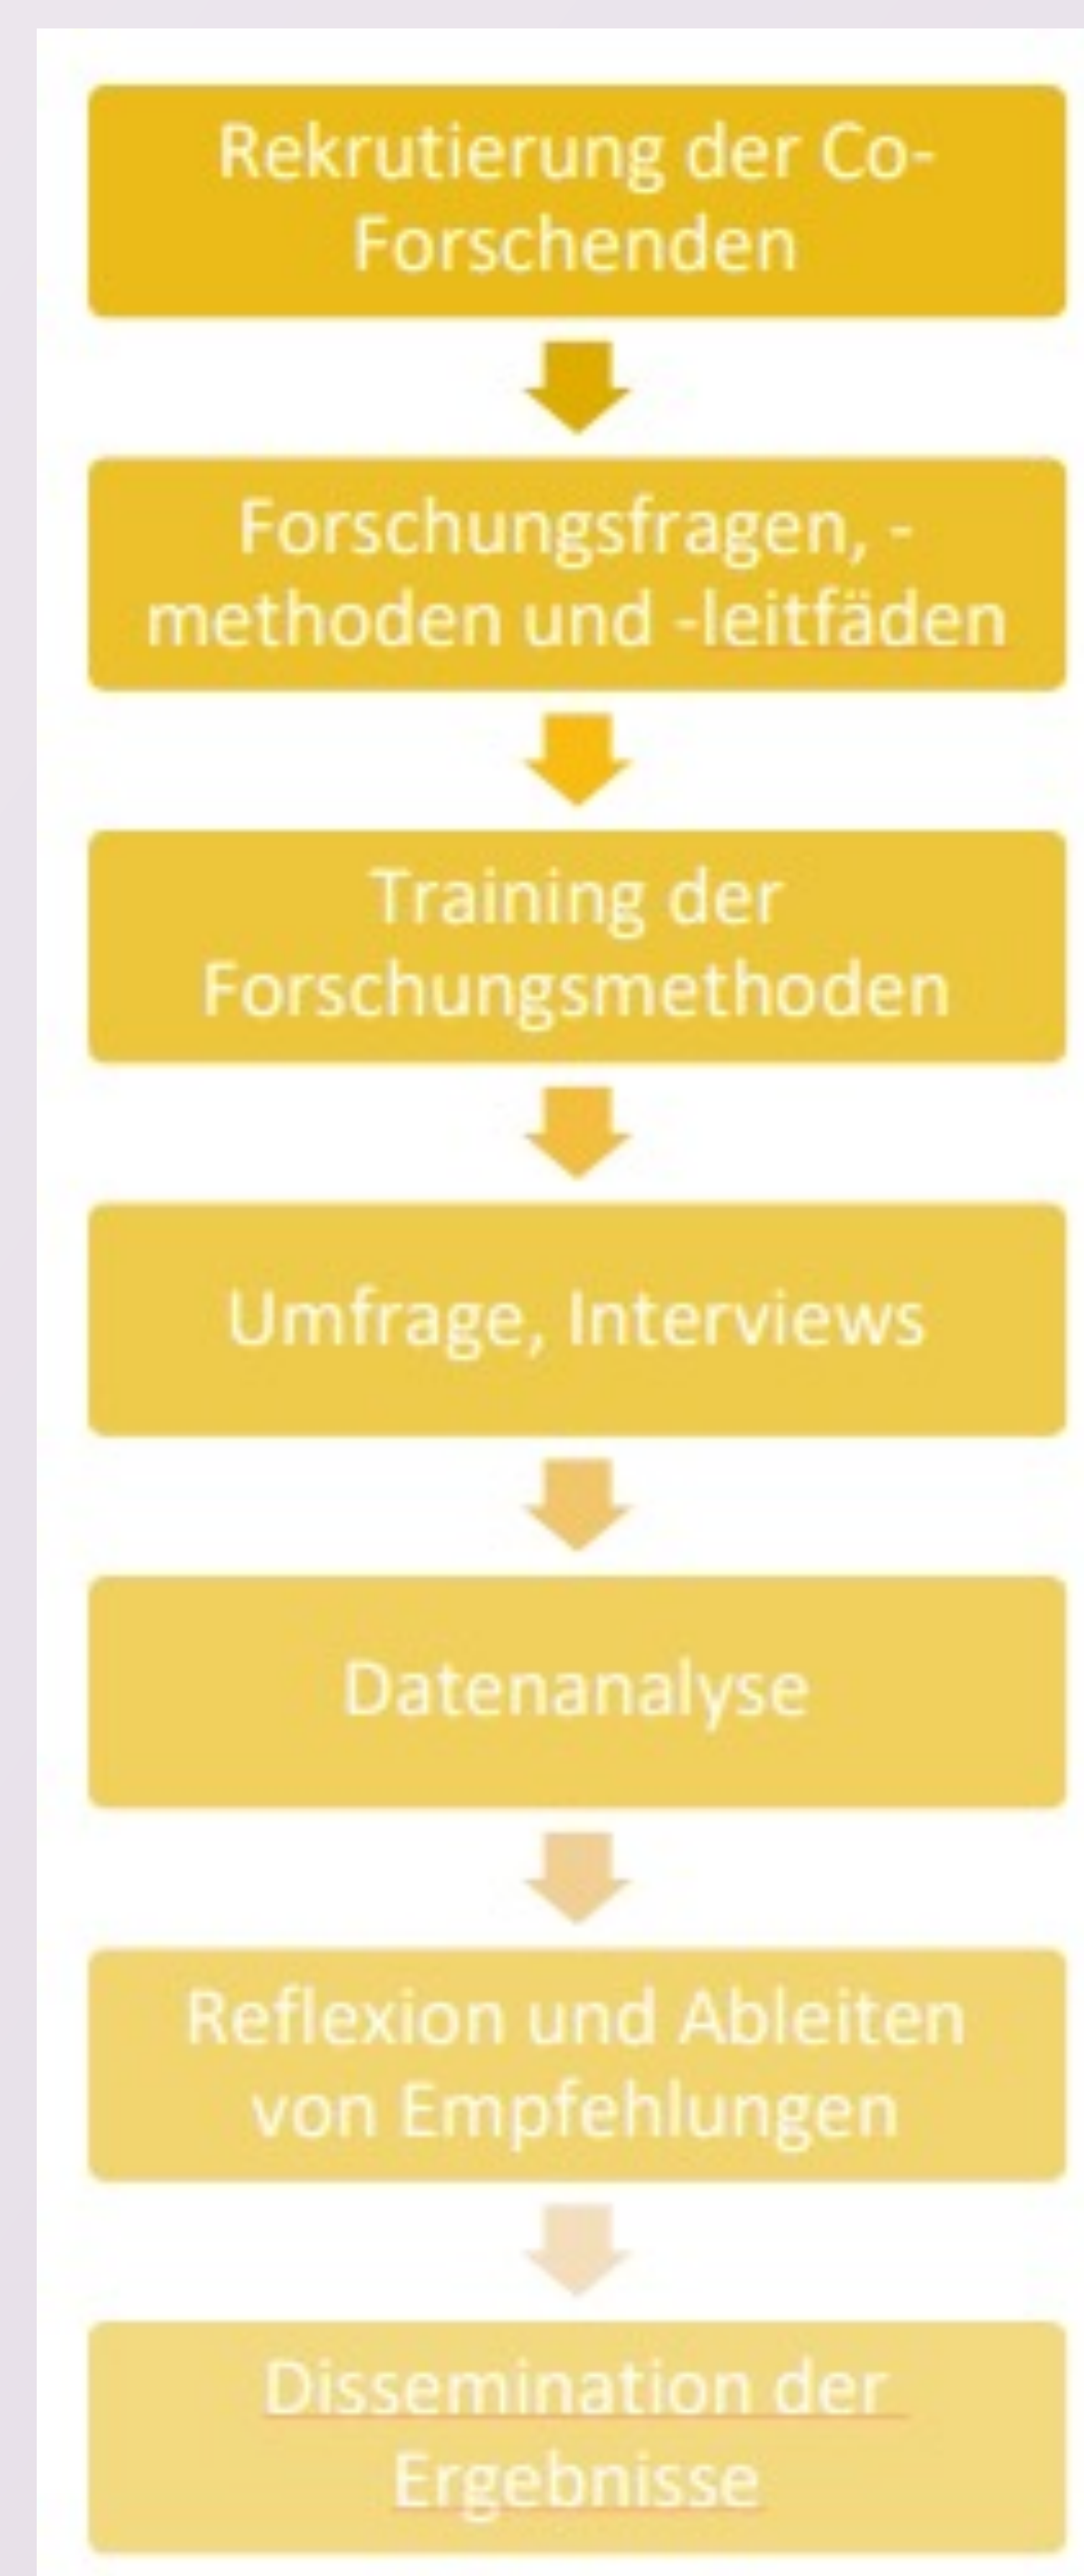 Rekrutierung der Co-
Forschenden
Forschungsfragen, -
methoden und -leitfäden
Training der
Forschungsmethoden
Umfrage, Interviews
Datenanalyse
Reflexion und Ableiten
von Empfehlungen
Dissemination der
Ergebnisse